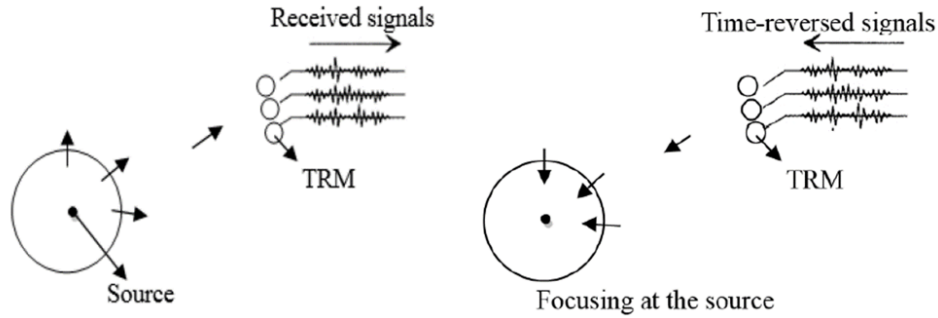 Received signals
TRM
Source
Time-reversed signals
TRM
Focusing at the source